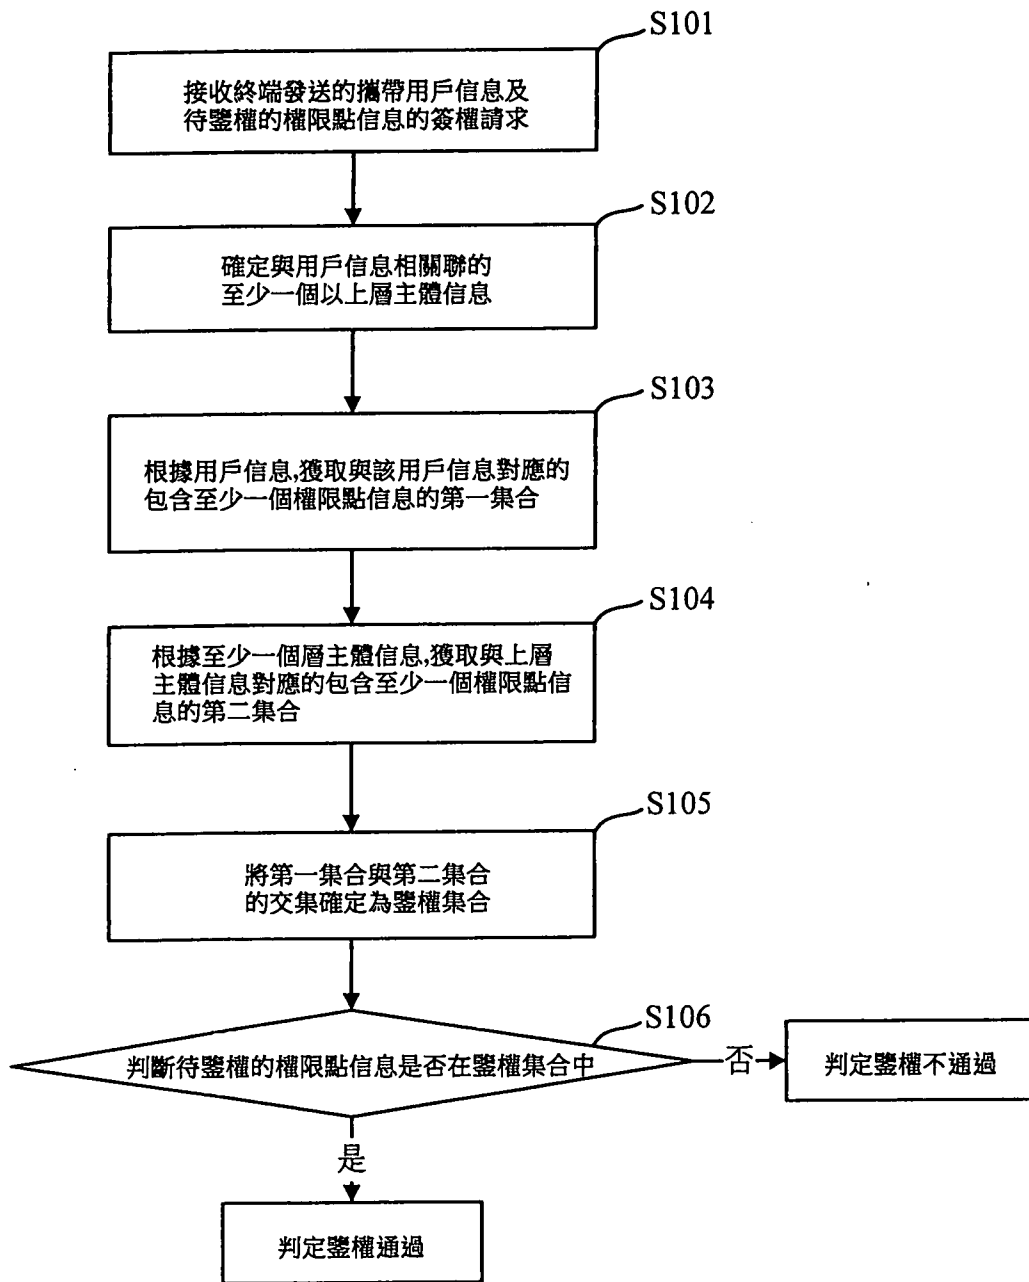 S101
接收終端發送的攜帶用戶信息及
待鑒權的權限點信息的簽權請求
S102
確定與用戶信息相關聯的
至少一個以上層主體信息
S103
根據用戶信息,獲取與該用戶信息對應的
包含至少一個權限點信息的第一集合
S104
根據至少一個層主體信息,獲取與上層
主體信息對應的包含至少一個權限點信
息的第二集合
S105
將第一集合與第二集合
的交集確定為鑒權集合
S106
判斷待鑒權的權限點信息是否在鑒權集合中
否
判定鑒權不通過
是
判定鑒權通過